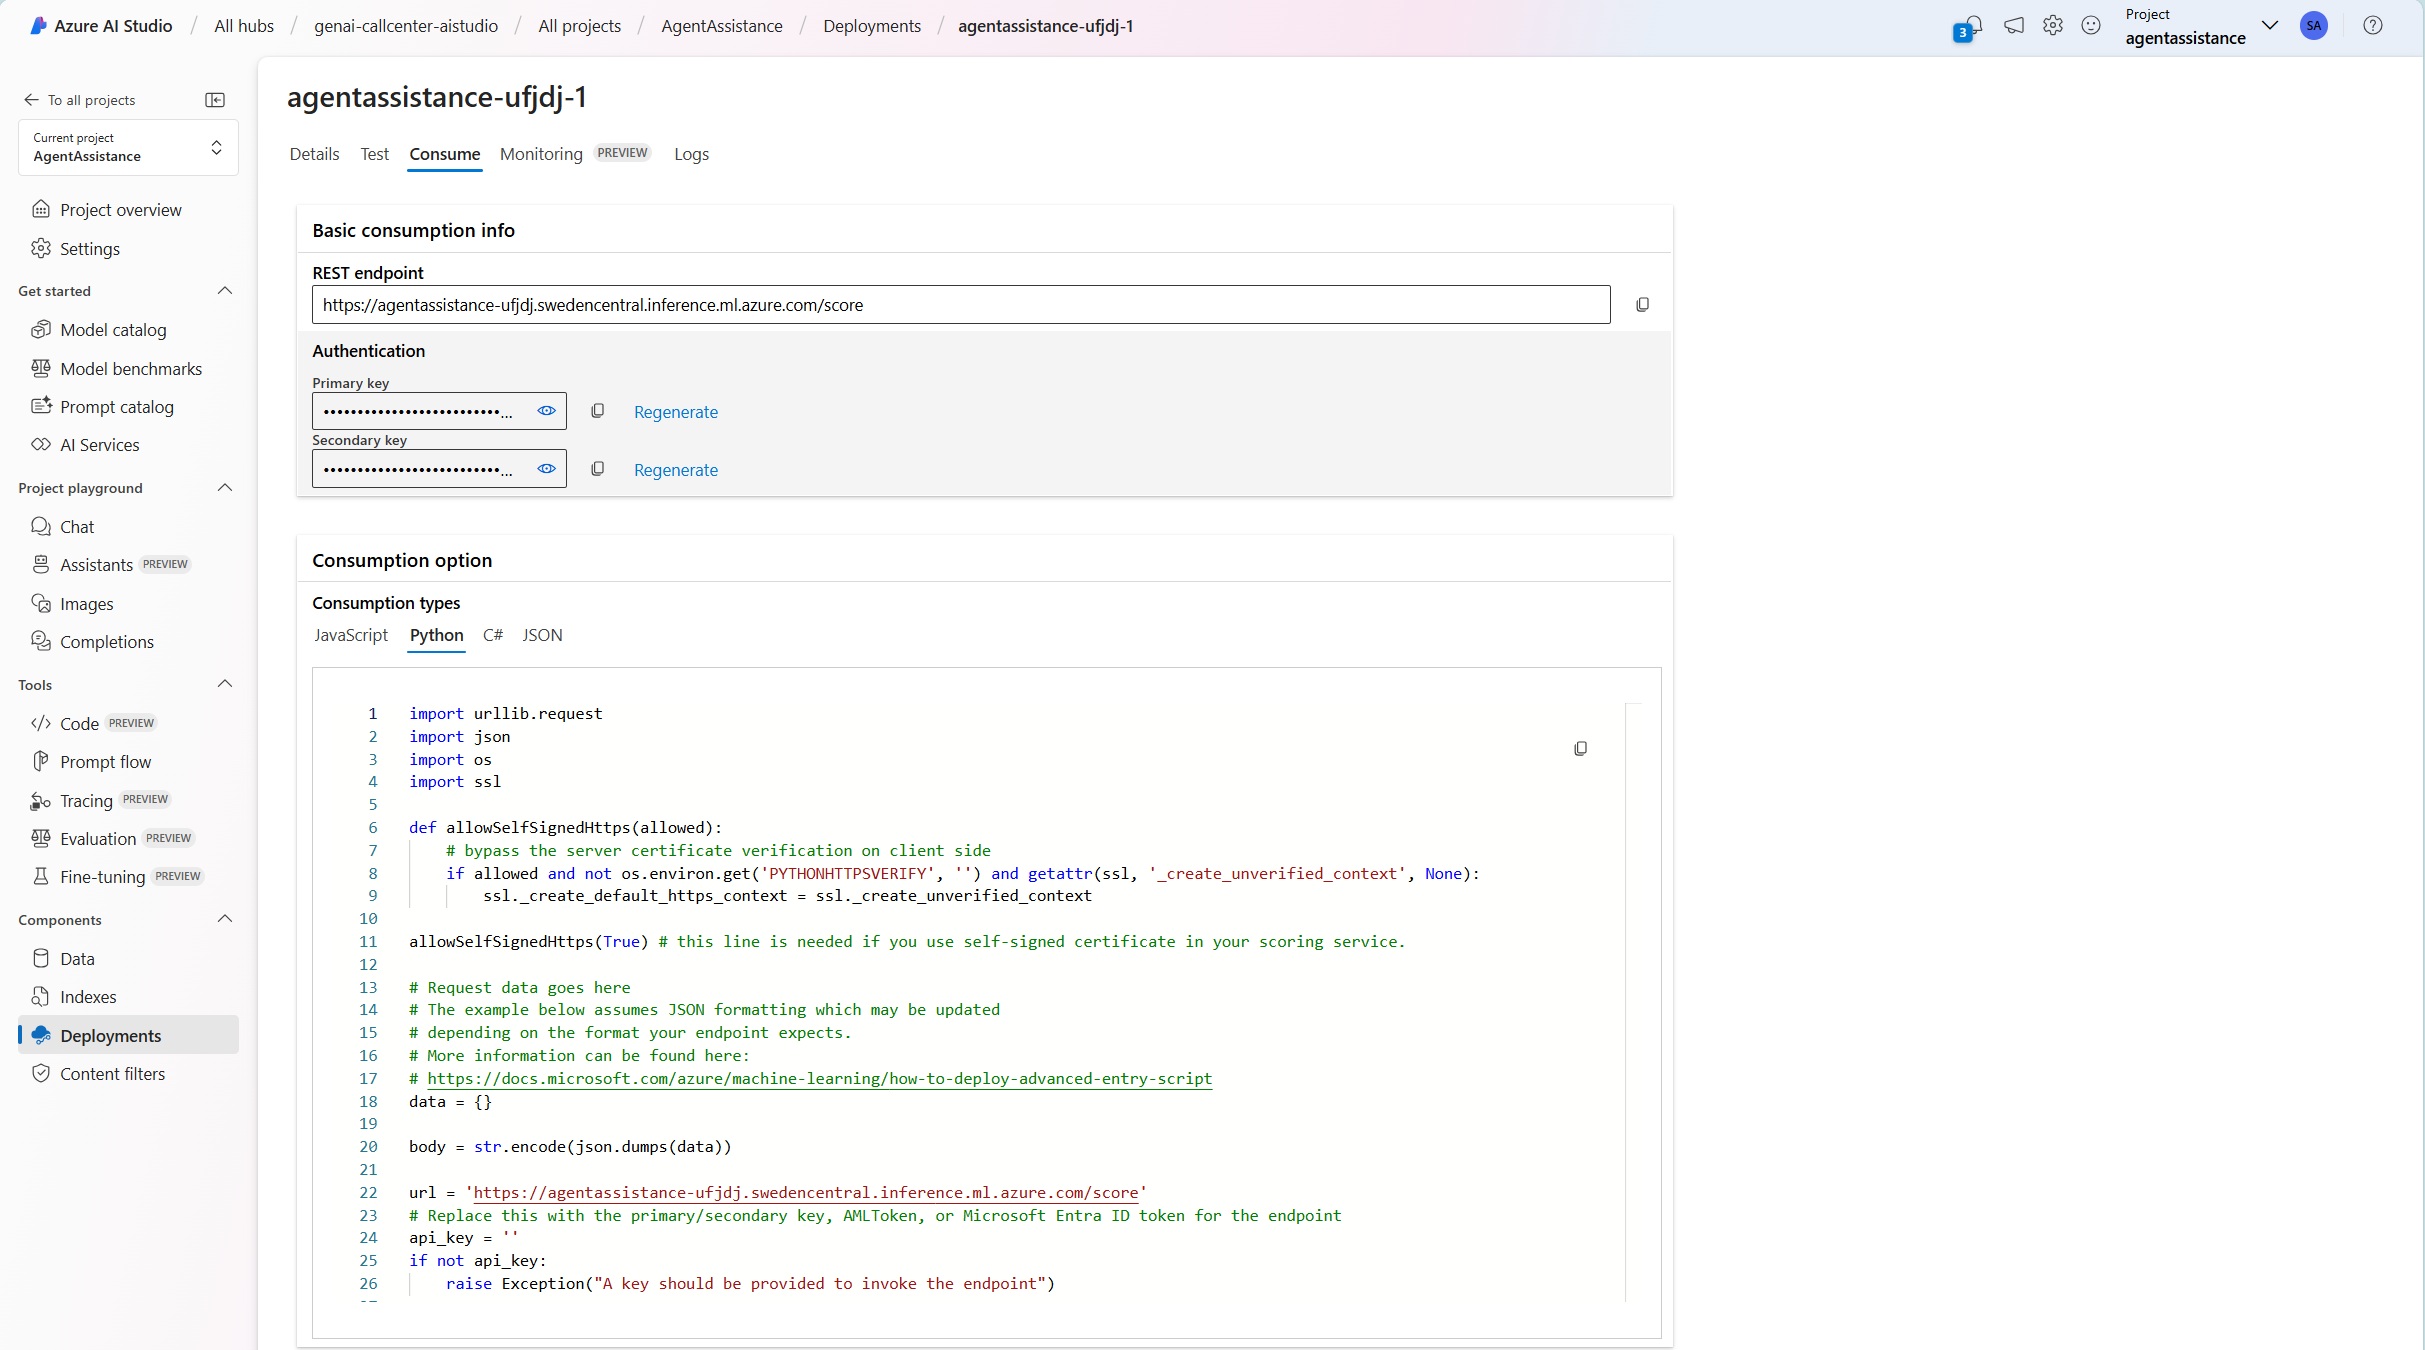 Azure AI Studio / All hubs / genai-callcenter-aistudio / All projects / AgentAssistance / Deployments / agentassistance-ufjdj-1
3
Project
agentassistance
SA
To all projects
Current project
AgentAssistance
Project overview
Settings
Get started
Model catalog
Model benchmarks
Prompt catalog
AI Services
Project playground
Chat
Assistants PREVIEW
Images
Completions
Tools
Code PREVIEW
Prompt flow
Tracing PREVIEW
Evaluation PREVIEW
Fine-tuning PREVIEW
Components
Data
Indexes
Deployments
Content filters
agentassistance-ufjdj-1
Details Test Consume Monitoring PREVIEW Logs
Basic consumption info
REST endpoint
https://agentassistance-ufjdj.swedencentral.inference.ml.azure.com/score
Authentication
Primary key
••••••••••••••••••••••••••... Regenerate
Secondary key
••••••••••••••••••••••••••... Regenerate
Consumption option
Consumption types
JavaScript Python C# JSON
1 import urllib.request
2 import json
3 import os
4 import ssl
5
6 def allowSelfSignedHttps(allowed):
7 # bypass the server certificate verification on client side
8 if allowed and not os.environ.get('PYTHONHTTPSVERIFY', '') and getattr(ssl, '_create_unverified_context', None):
9 ssl._create_default_https_context = ssl._create_unverified_context
10
11 allowSelfSignedHttps(True) # this line is needed if you use self-signed certificate in your scoring service.
12
13 # Request data goes here
14 # The example below assumes JSON formatting which may be updated
15 # depending on the format your endpoint expects.
16 # More information can be found here:
17 # https://docs.microsoft.com/azure/machine-learning/how-to-deploy-advanced-entry-script
18 data = {}
19
20 body = str.encode(json.dumps(data))
21
22 url = 'https://agentassistance-ufjdj.swedencentral.inference.ml.azure.com/score'
23 # Replace this with the primary/secondary key, AMLToken, or Microsoft Entra ID token for the endpoint
24 api_key = ''
25 if not api_key:
26 raise Exception("A key should be provided to invoke the endpoint")